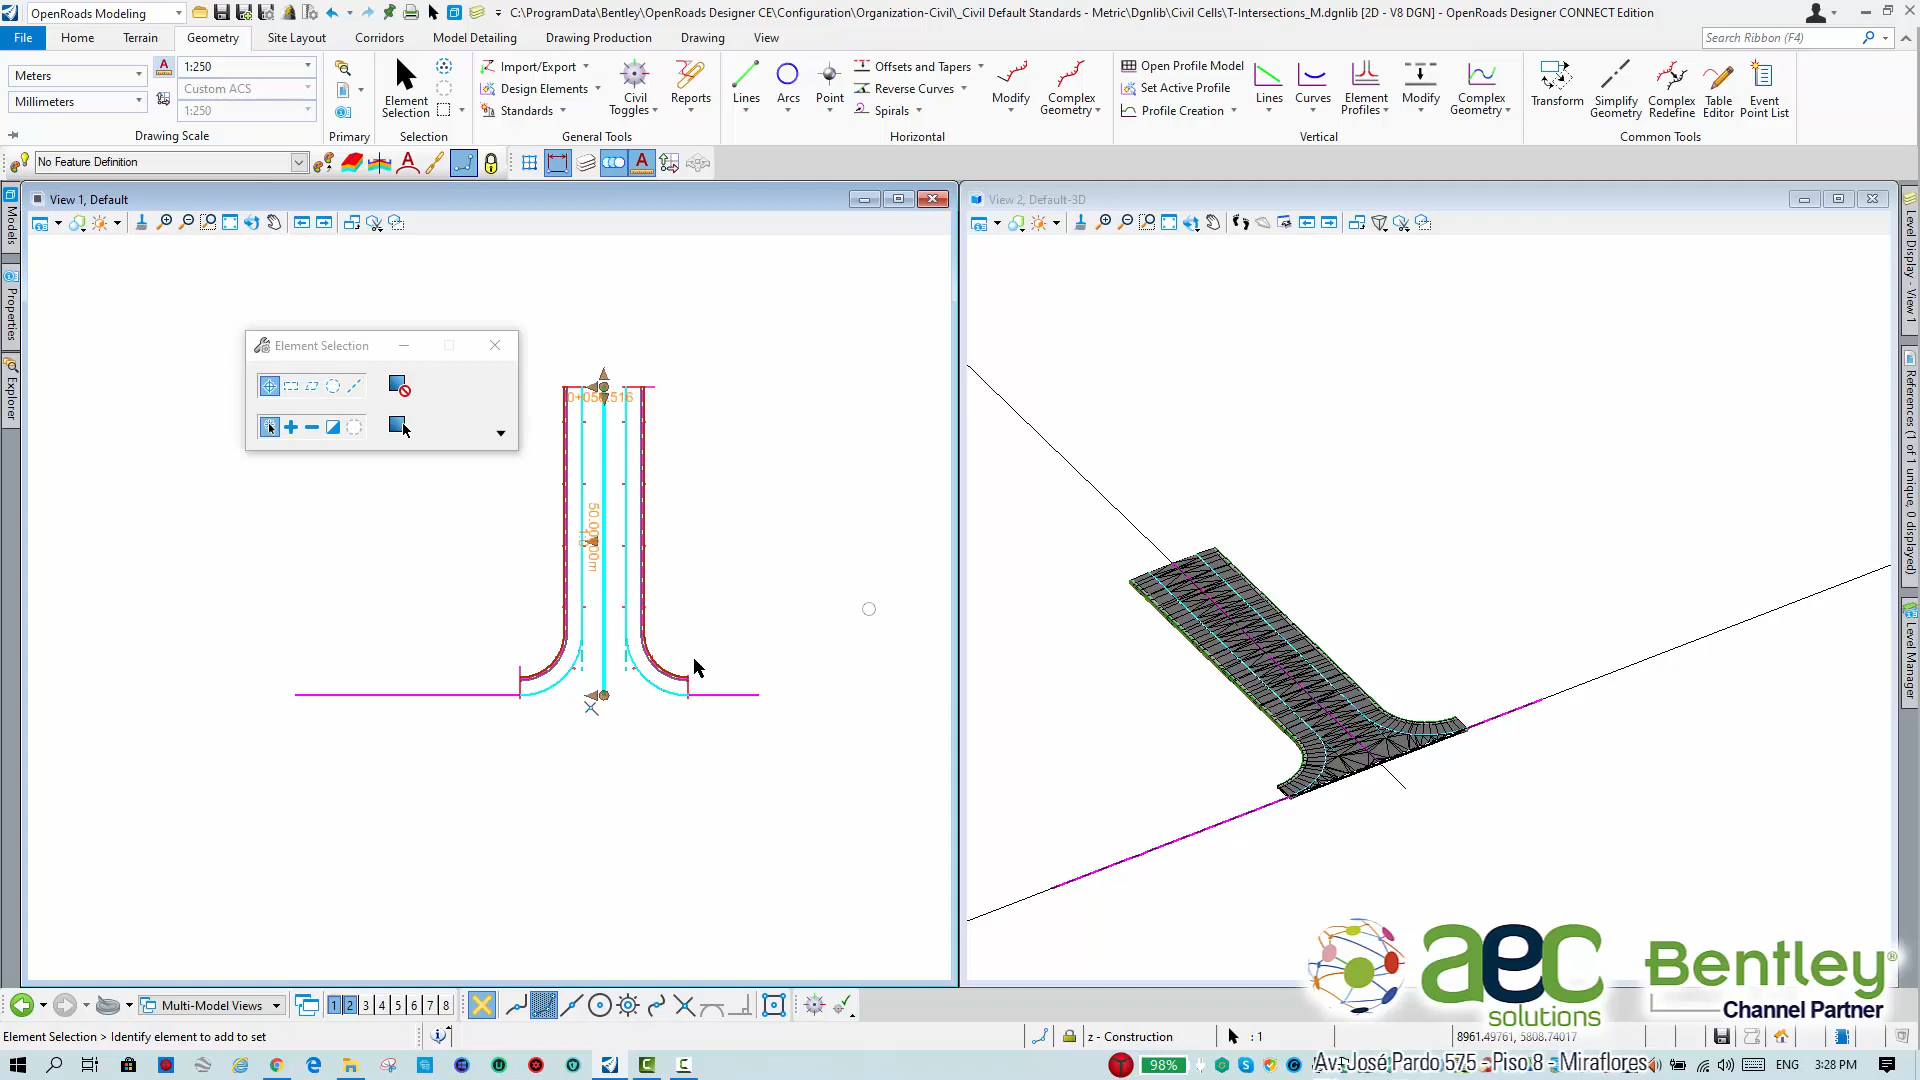 OpenRoads Modeling
C:\ProgramData\Bentley\OpenRoads Designer CE\Configuration\Organization-Civil\_Civil Default Standards - Metric\Dgnlib\Civil Cells\T-Intersections_M.dgnlib [2D - V8 DGN] - OpenRoads Designer CONNECT Edition
File Home Terrain Geometry Site Layout Corridors Model Detailing Drawing Production Drawing View
Search Ribbon (F4)
Meters
Millimeters
1:250
Custom ACS
1:250
Drawing Scale
Primary
Element Selection
Selection
Import/Export
Design Elements
Standards
Civil Toggles
Reports
General Tools
Lines
Arcs
Point
Offsets and Tapers
Reverse Curves
Spirals
Modify
Complex Geometry
Horizontal
Open Profile Model
Set Active Profile
Profile Creation
Lines
Curves
Element Profiles
Modify
Complex Geometry
Vertical
Transform
Simplify Geometry
Complex Redefine
Table Editor
Event Point List
Common Tools
No Feature Definition
View 1, Default
View 2, Default-3D
Models
Properties
Explorer
Element Selection
Level Display - View 1
References (1 of 1 unique, 0 displayed)
Level Manager
aec
solutions
Bentley®
Channel Partner
Multi-Model Views
1 2 3 4 5 6 7 8
Element Selection > Identify element to add to set
z - Construction
: 1
8961.49761, 5808.74017
98%
Av. José Pardo 575 - Piso 8 - Miraflores
ENG
3:28 PM